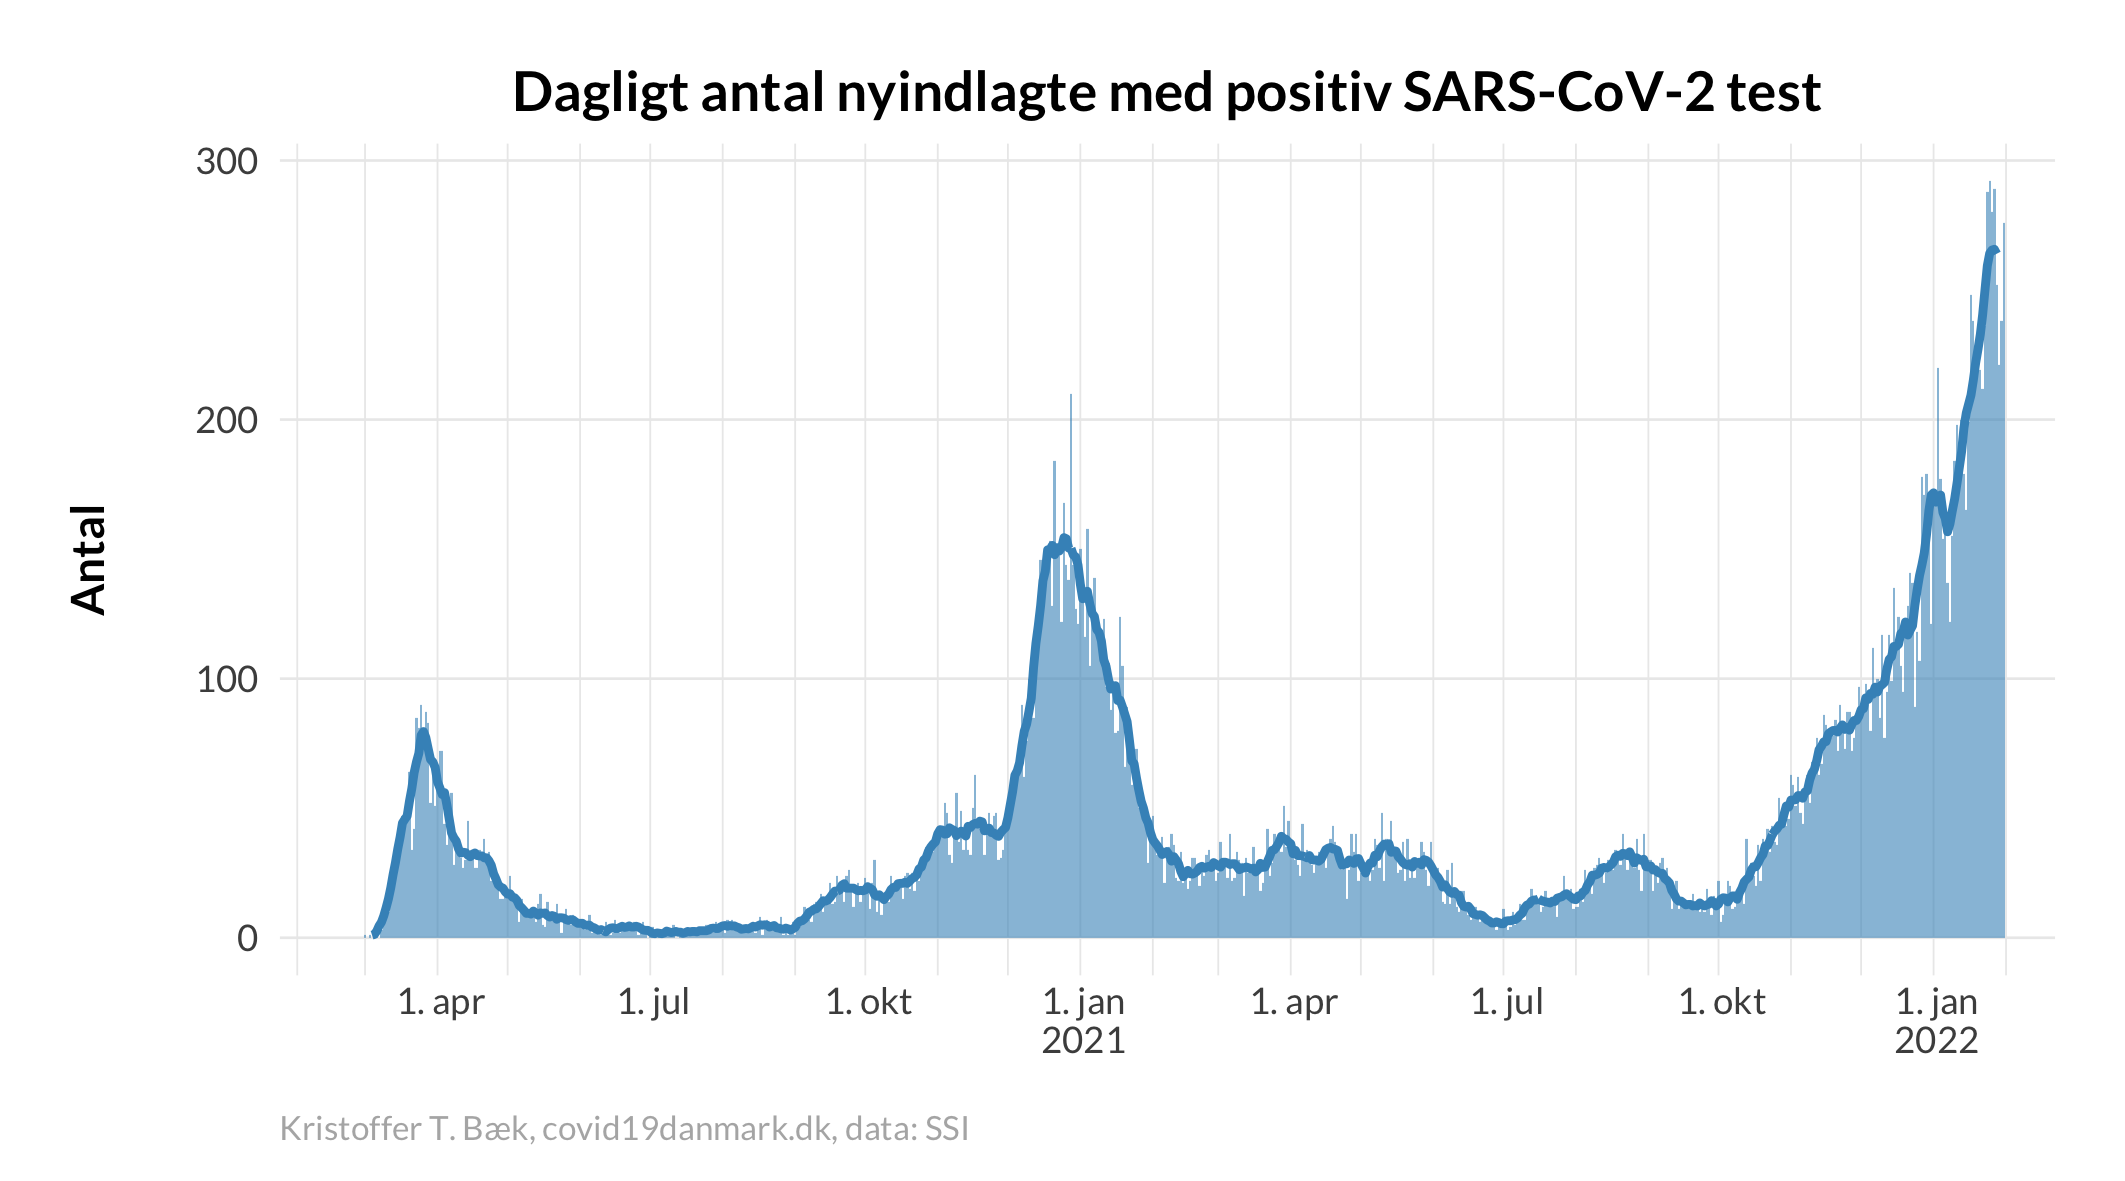 Dagligt antal nyindlagte med positiv SARS-CoV-2 test
300
200
100
0
Antal
1. apr
1. jul
1. okt
1. jan
2021
1. apr
1. jul
1. okt
1. jan
2022
Kristoffer T. Bæk, covid19danmark.dk, data: SSI